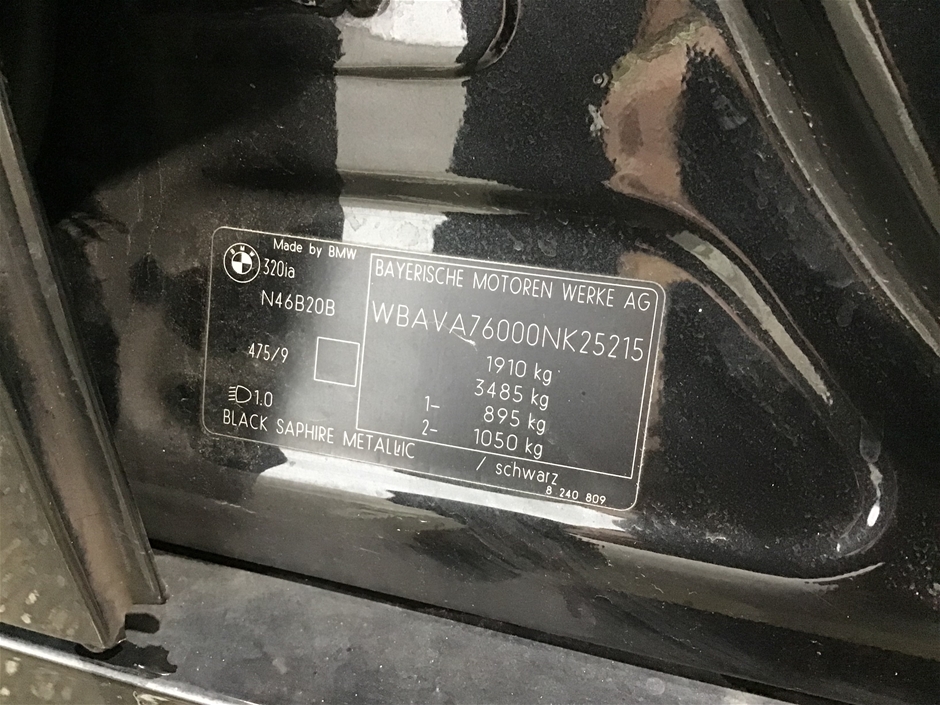 BMW
Made by BMW
320ia
N46B20B
475/9
1.0
BLACK SAPHIRE METALLIC
/ schwarz
8 240 809
BAYERISCHE MOTOREN WERKE AG
WBAVA76000NK25215
1910 kg
3485 kg
1- 895 kg
2- 1050 kg